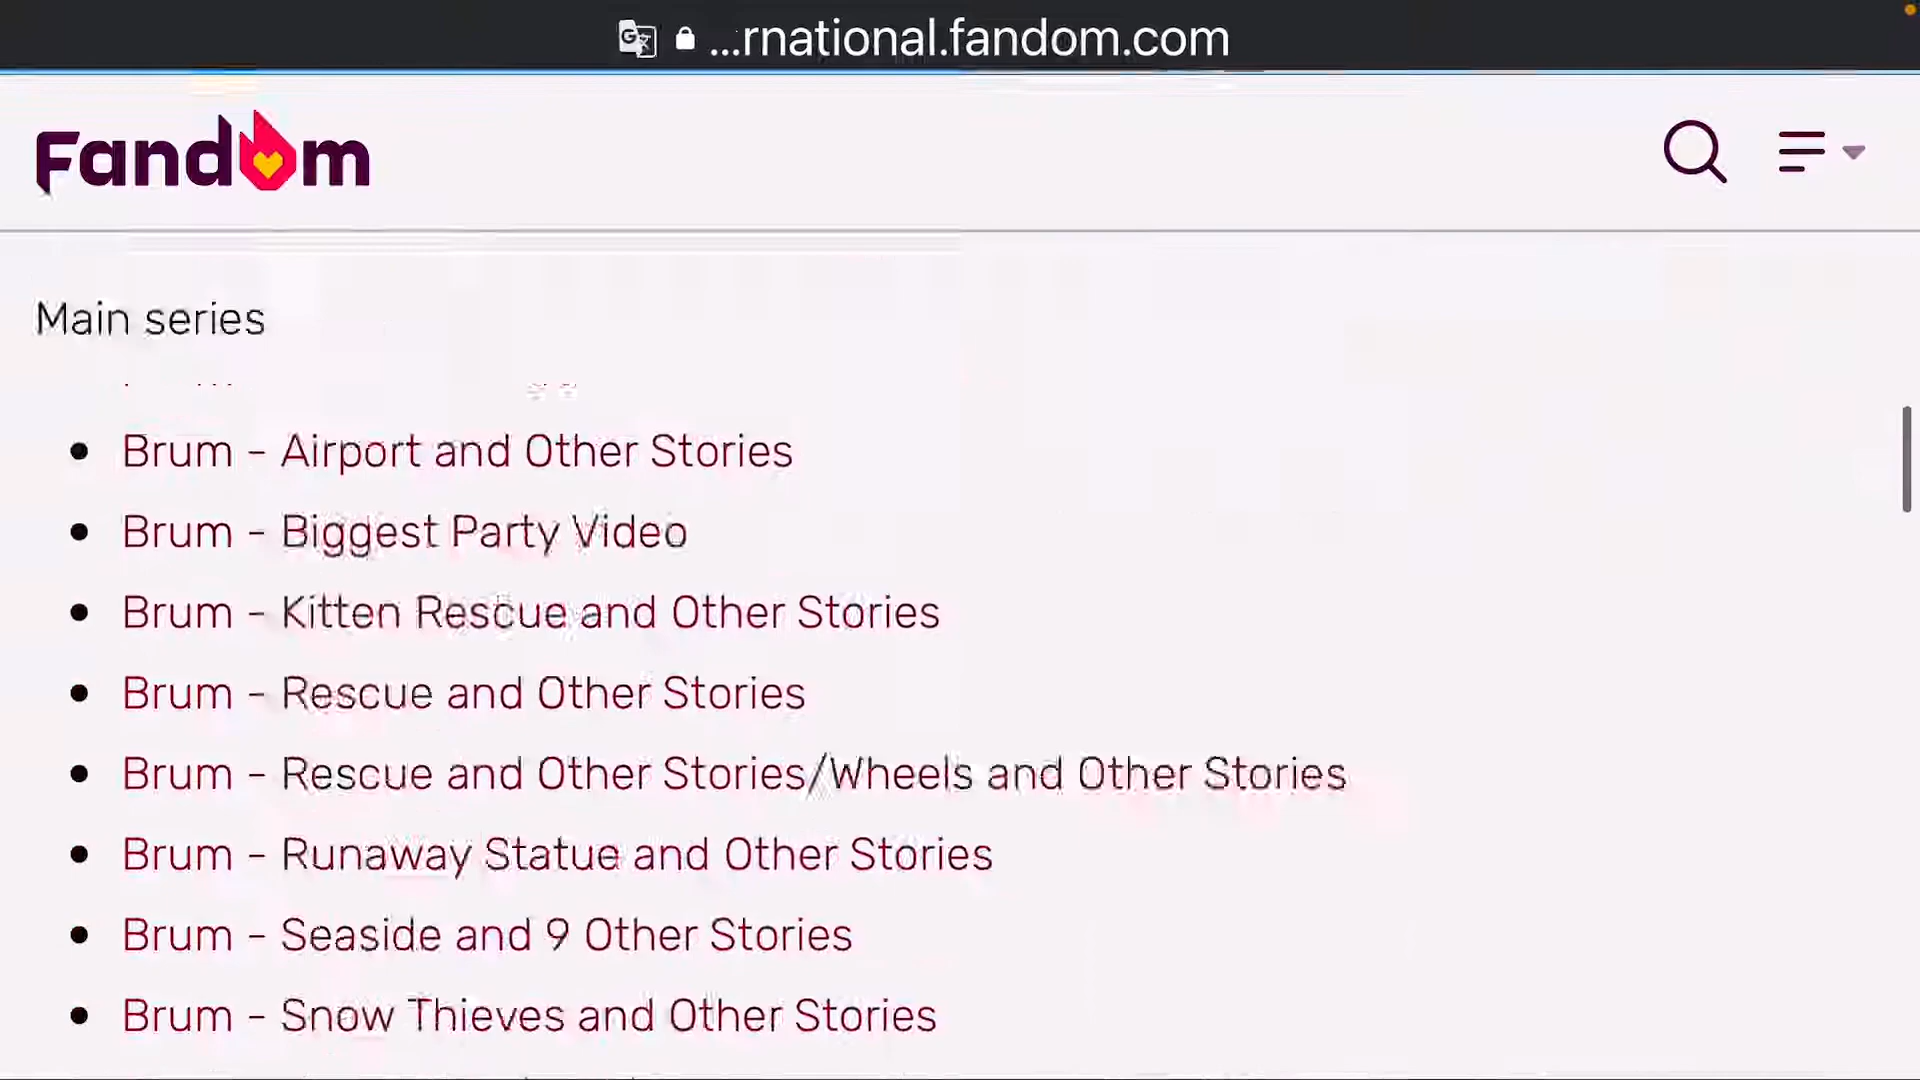 ...rnational.fandom.com
Fandom
Main series
Brum - Airport and Other Stories
Brum - Biggest Party Video
Brum - Kitten Rescue and Other Stories
Brum - Rescue and Other Stories
Brum - Rescue and Other Stories/Wheels and Other Stories
Brum - Runaway Statue and Other Stories
Brum - Seaside and 9 Other Stories
Brum - Snow Thieves and Other Stories